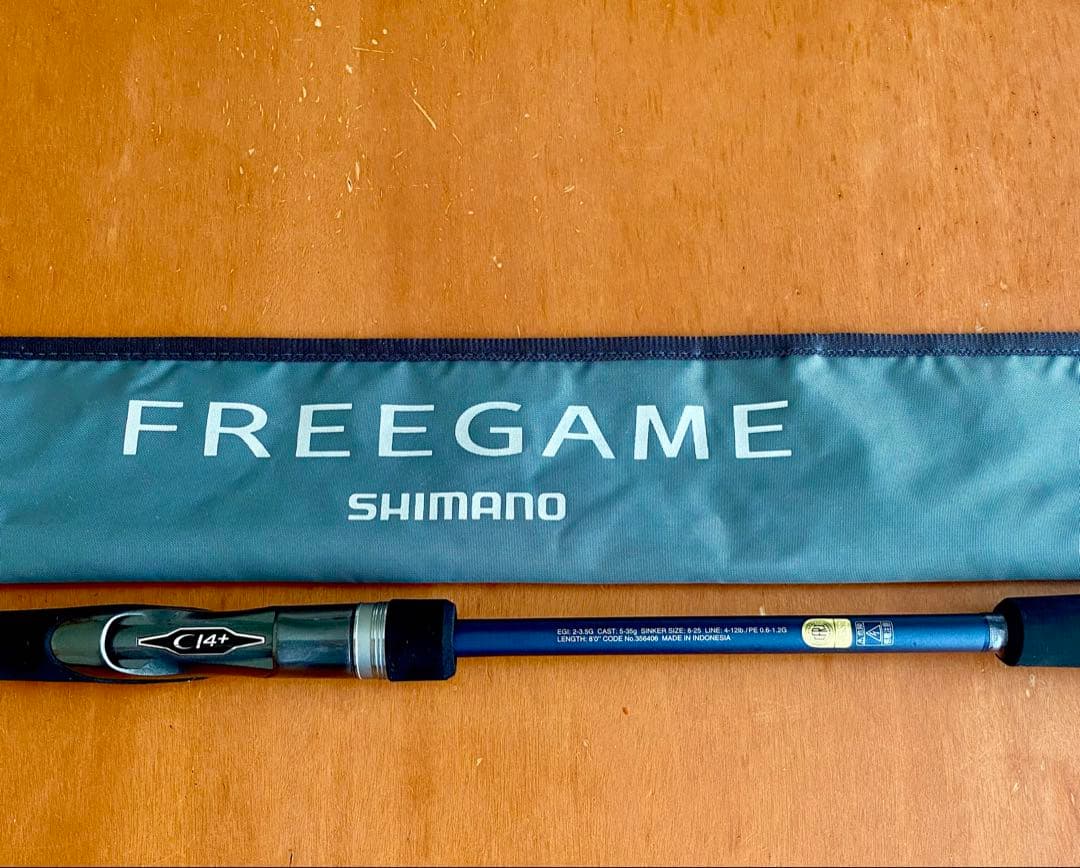 FREEGAME
SHIMANO
CI4+
EGI: 2-3.5G CAST: 5-35g SINKER SIZE: 8-25 LINE: 4-12lb./PE 0.6-1.2G
LENGTH: 8'0" CODE No.356406 MADE IN INDONESIA